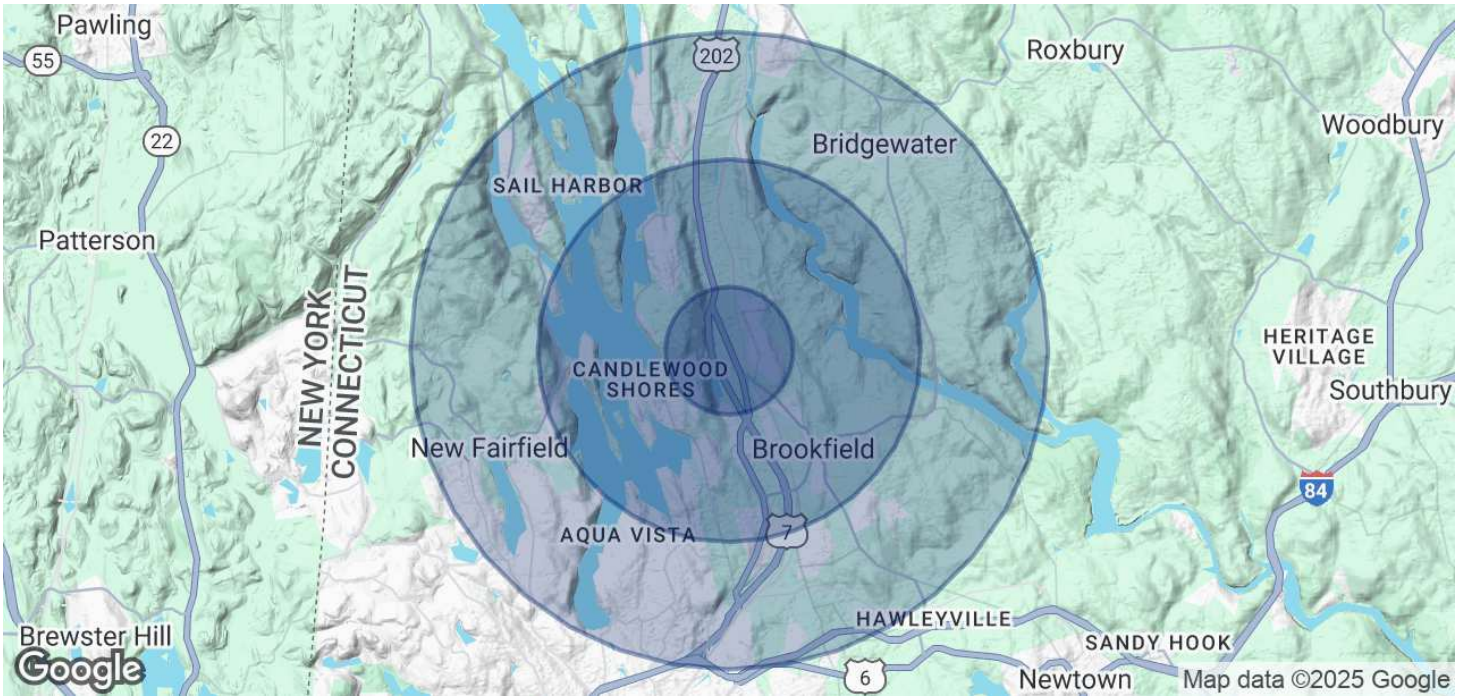 Pawling
55
202
Roxbury
22
Woodbury
Bridgewater
SAIL HARBOR
Patterson
NEW YORK
CONNECTICUT
HERITAGE
VILLAGE
CANDLEWOOD
SHORES
Southbury
New Fairfield
Brookfield
84
AQUA VISTA
7
HAWLEYVILLE
Brewster Hill
SANDY HOOK
Google
6
Newtown
Map data ©2025 Google